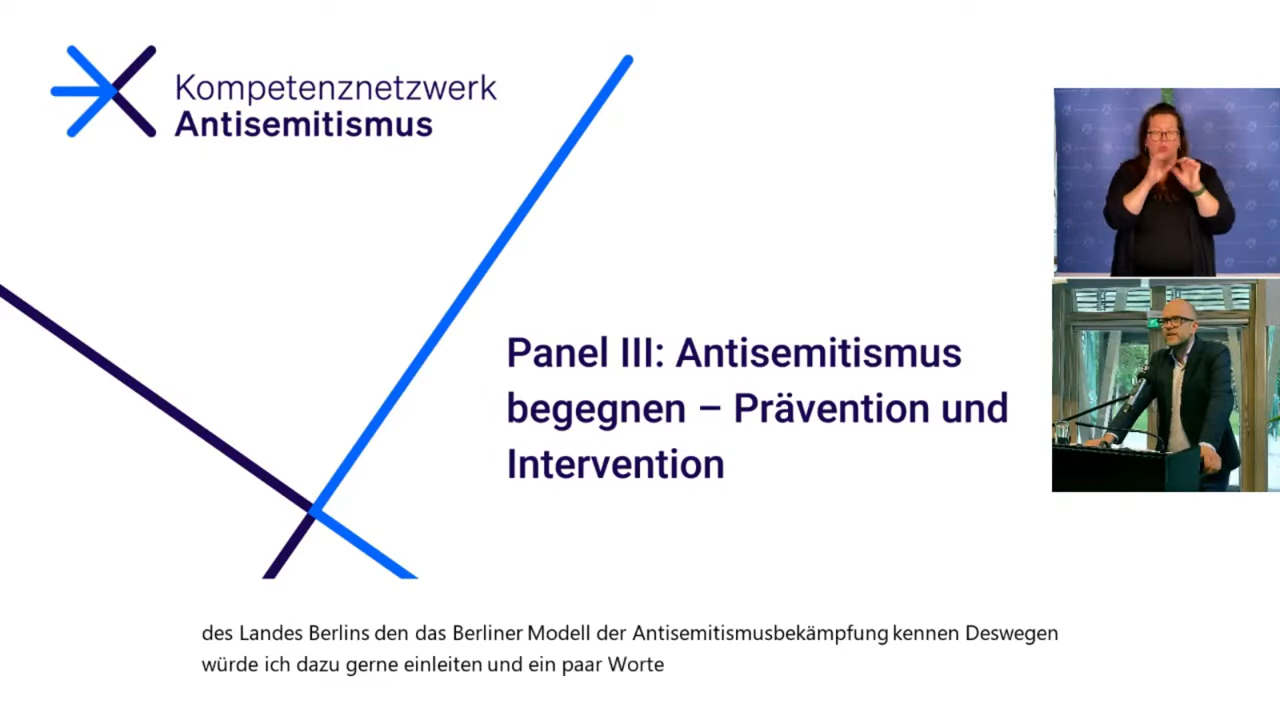 Kompetenznetzwerk
Antisemitismus
Panel III: Antisemitismus
begegnen – Prävention und
Intervention
des Landes Berlins den das Berliner Modell der Antisemitismusbekämpfung kennen Deswegen
würde ich dazu gerne einleiten und ein paar Worte